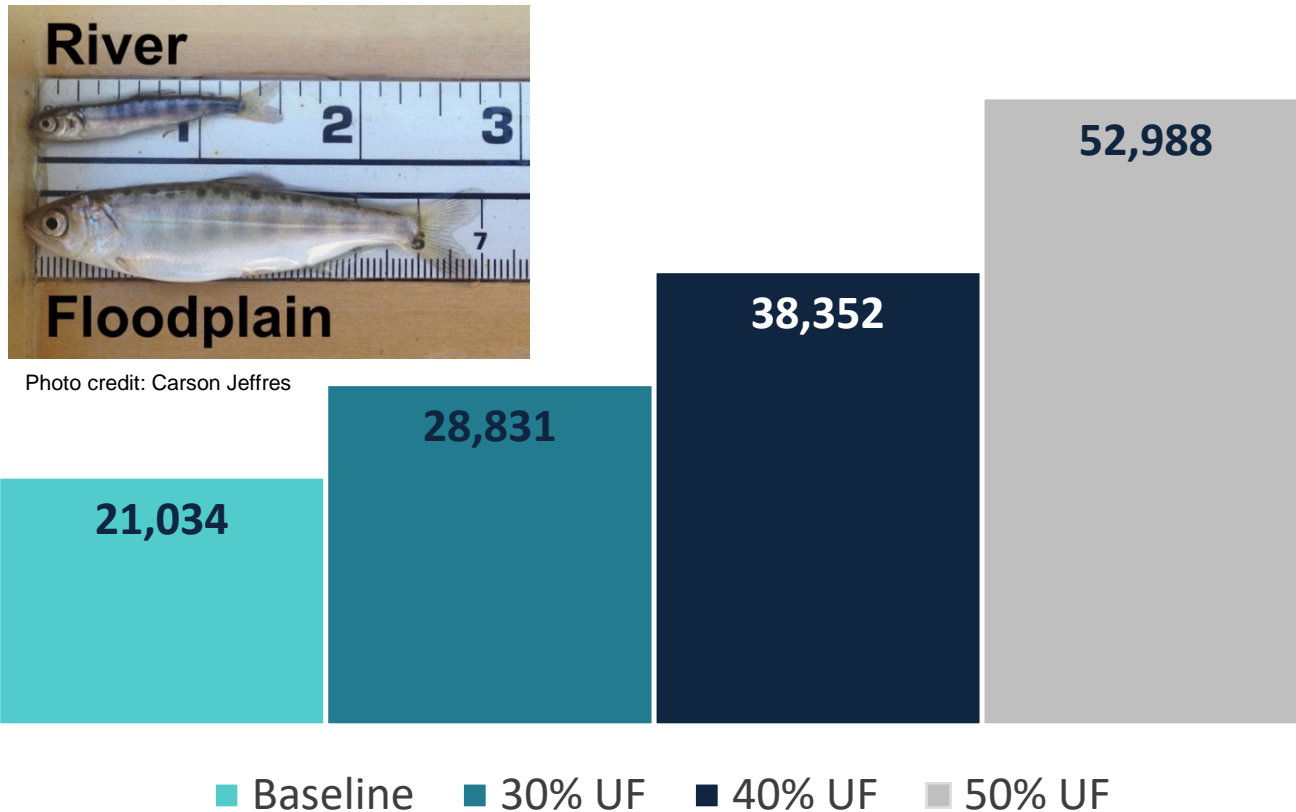 River
1 2 3
6 7
Floodplain
Photo credit: Carson Jeffres
52,988
38,352
28,831
21,034
Baseline 30% UF 40% UF 50% UF